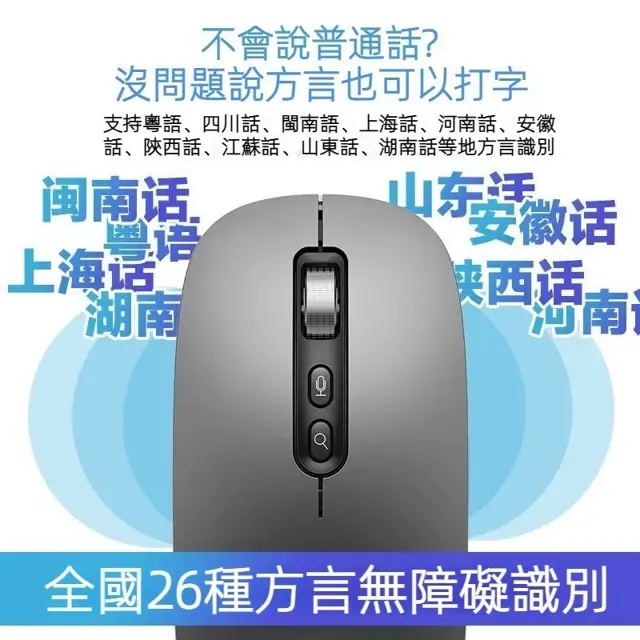 不會說普通話?
沒問題說方言也可以打字
支持粵語、四川話、閩南語、上海話、河南話、安徽
話、陝西話、江蘇話、山東話、湖南話等地方言識別
闽南话
粤语
上海话
湖南
山东话
安徽话
陕西话
河南话
全國26種方言無障礙識別